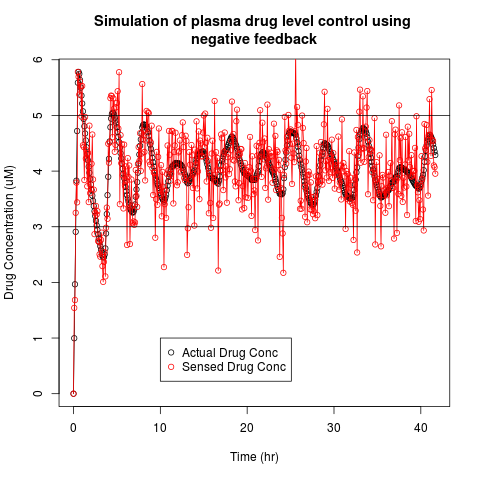 Simulation of plasma drug level control using
negative feedback
Drug Concentration (uM)
6
5
4
3
2
1
0
Actual Drug Conc
Sensed Drug Conc
0 10 20 30 40
Time (hr)